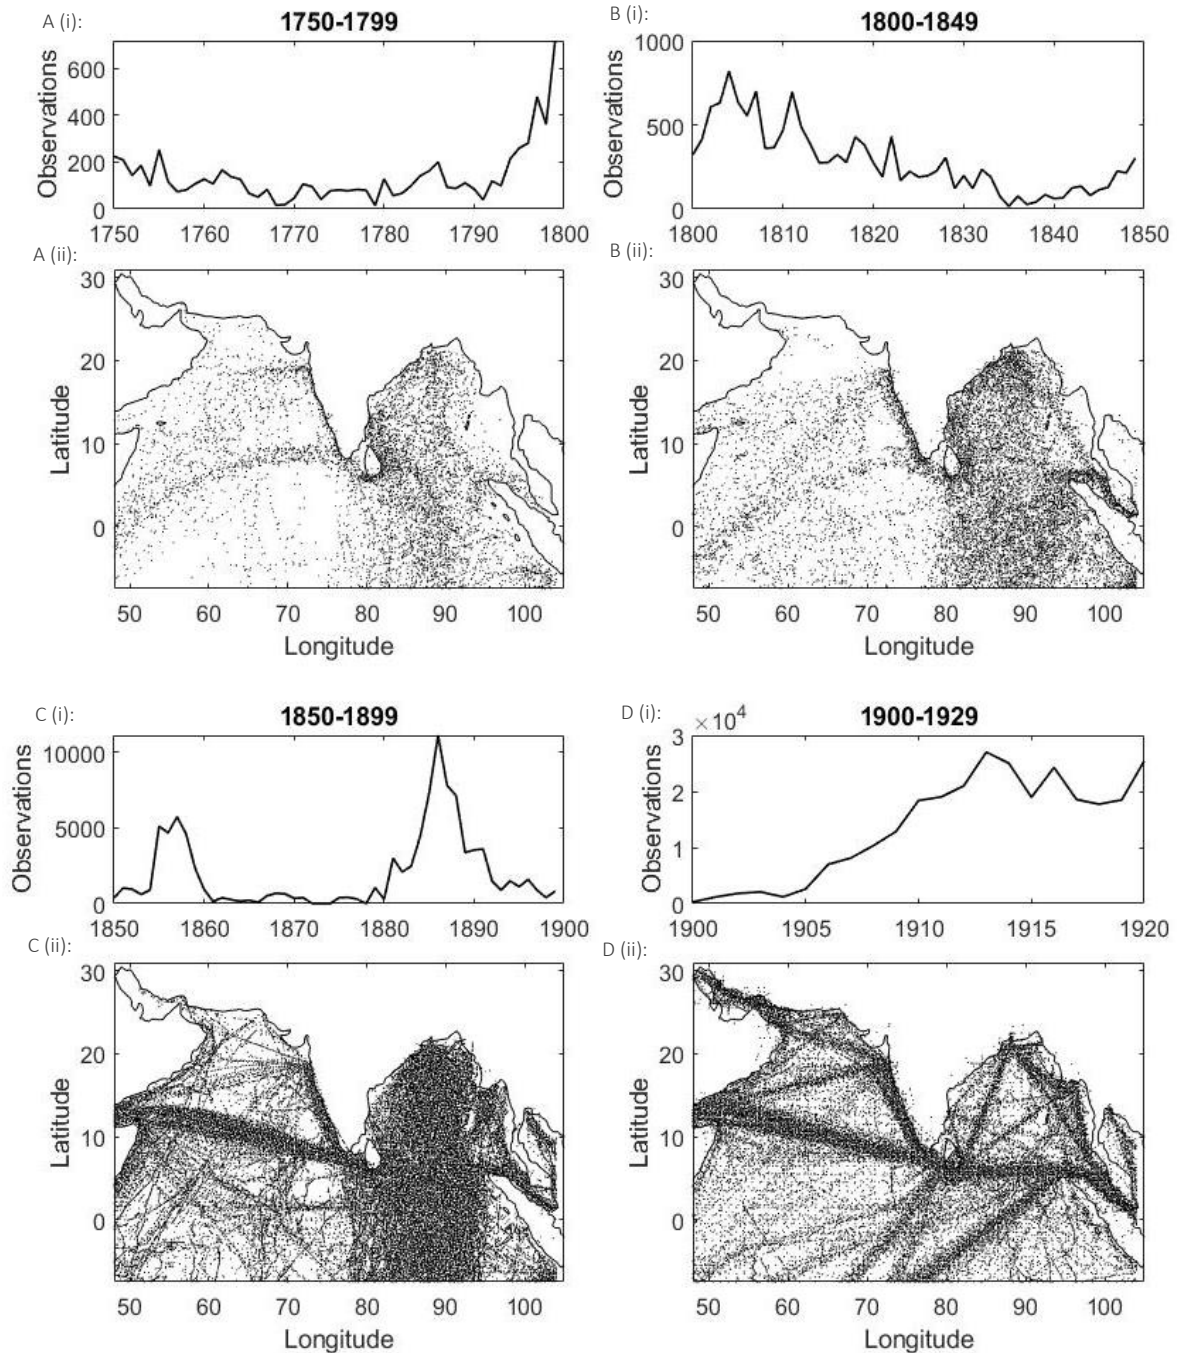 A (i):
1750-1799
Observations
600
400
200
0
1750 1760 1770 1780 1790 1800
A (ii):
Latitude
30
20
10
0
50 60 70 80 90 100
Longitude
B (i):
1800-1849
Observations
1000
500
0
1800 1810 1820 1830 1840 1850
B (ii):
Latitude
30
20
10
0
50 60 70 80 90 100
Longitude
C (i):
1850-1899
Observations
10000
5000
0
1850 1860 1870 1880 1890 1900
C (ii):
Latitude
30
20
10
0
50 60 70 80 90 100
Longitude
D (i):
×10⁴
1900-1929
Observations
3
2
1
0
1900 1905 1910 1915 1920
D (ii):
Latitude
30
20
10
0
50 60 70 80 90 100
Longitude